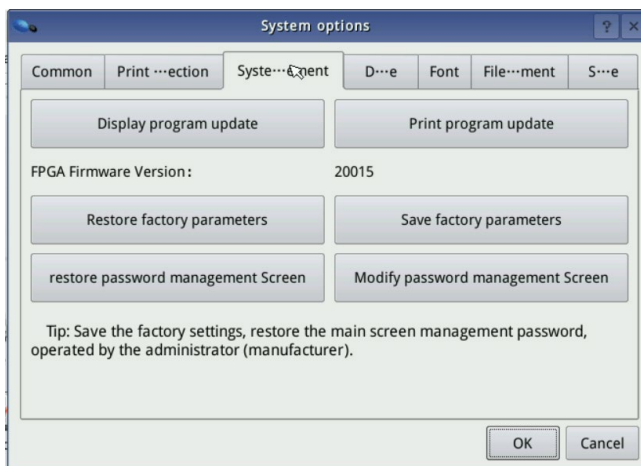 System options
? ×
Common Print ···ection Syste···ement D···e Font File···ment S···e
Display program update Print program update
FPGA Firmware Version: 20015
Restore factory parameters Save factory parameters
restore password management Screen Modify password management Screen
Tip: Save the factory settings, restore the main screen management password,
operated by the administrator (manufacturer).
OK Cancel